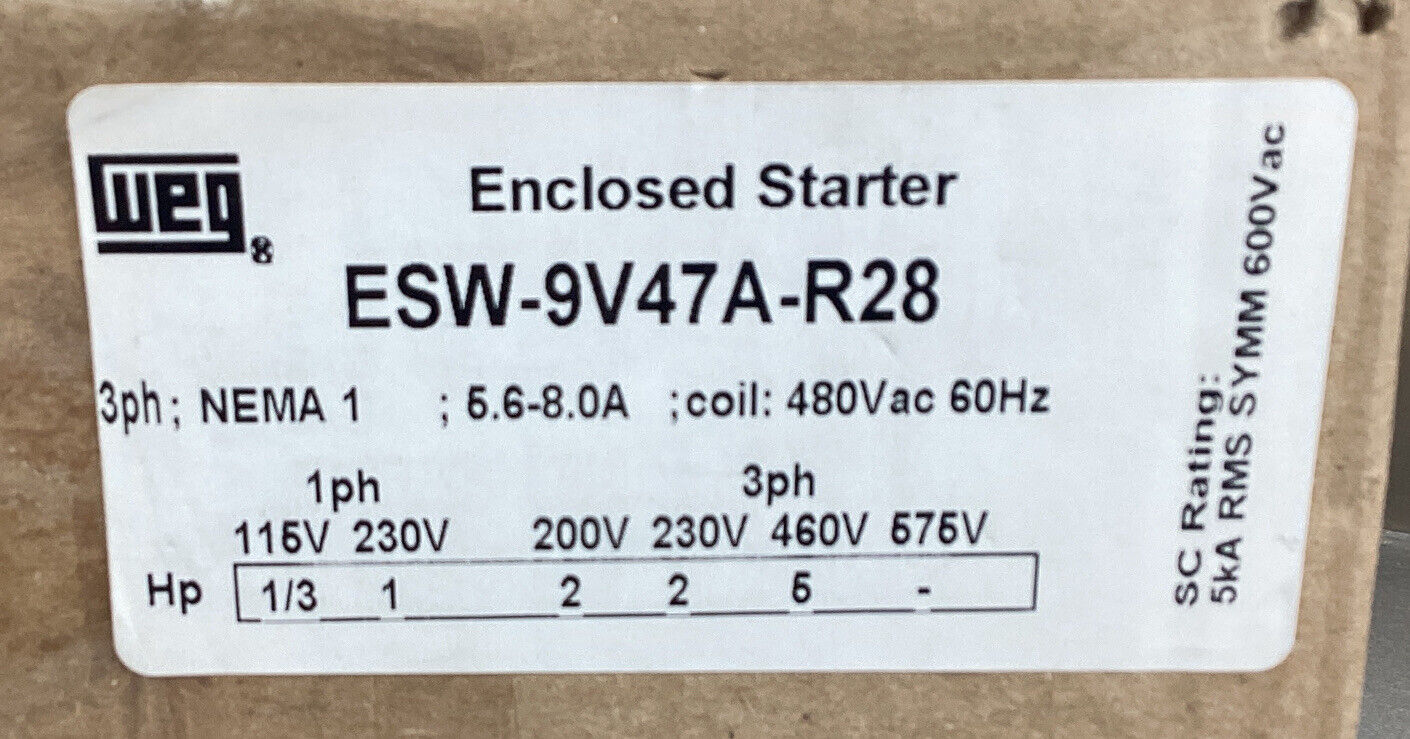 weg®
Enclosed Starter
ESW-9V47A-R28
3ph; NEMA 1 ; 5.6-8.0A ;coil: 480Vac 60Hz
1ph 3ph
115V 230V 200V 230V 460V 575V
Hp 1/3 1 2 2 5 -
SC Rating:
5kA RMS SYMM 600Vac